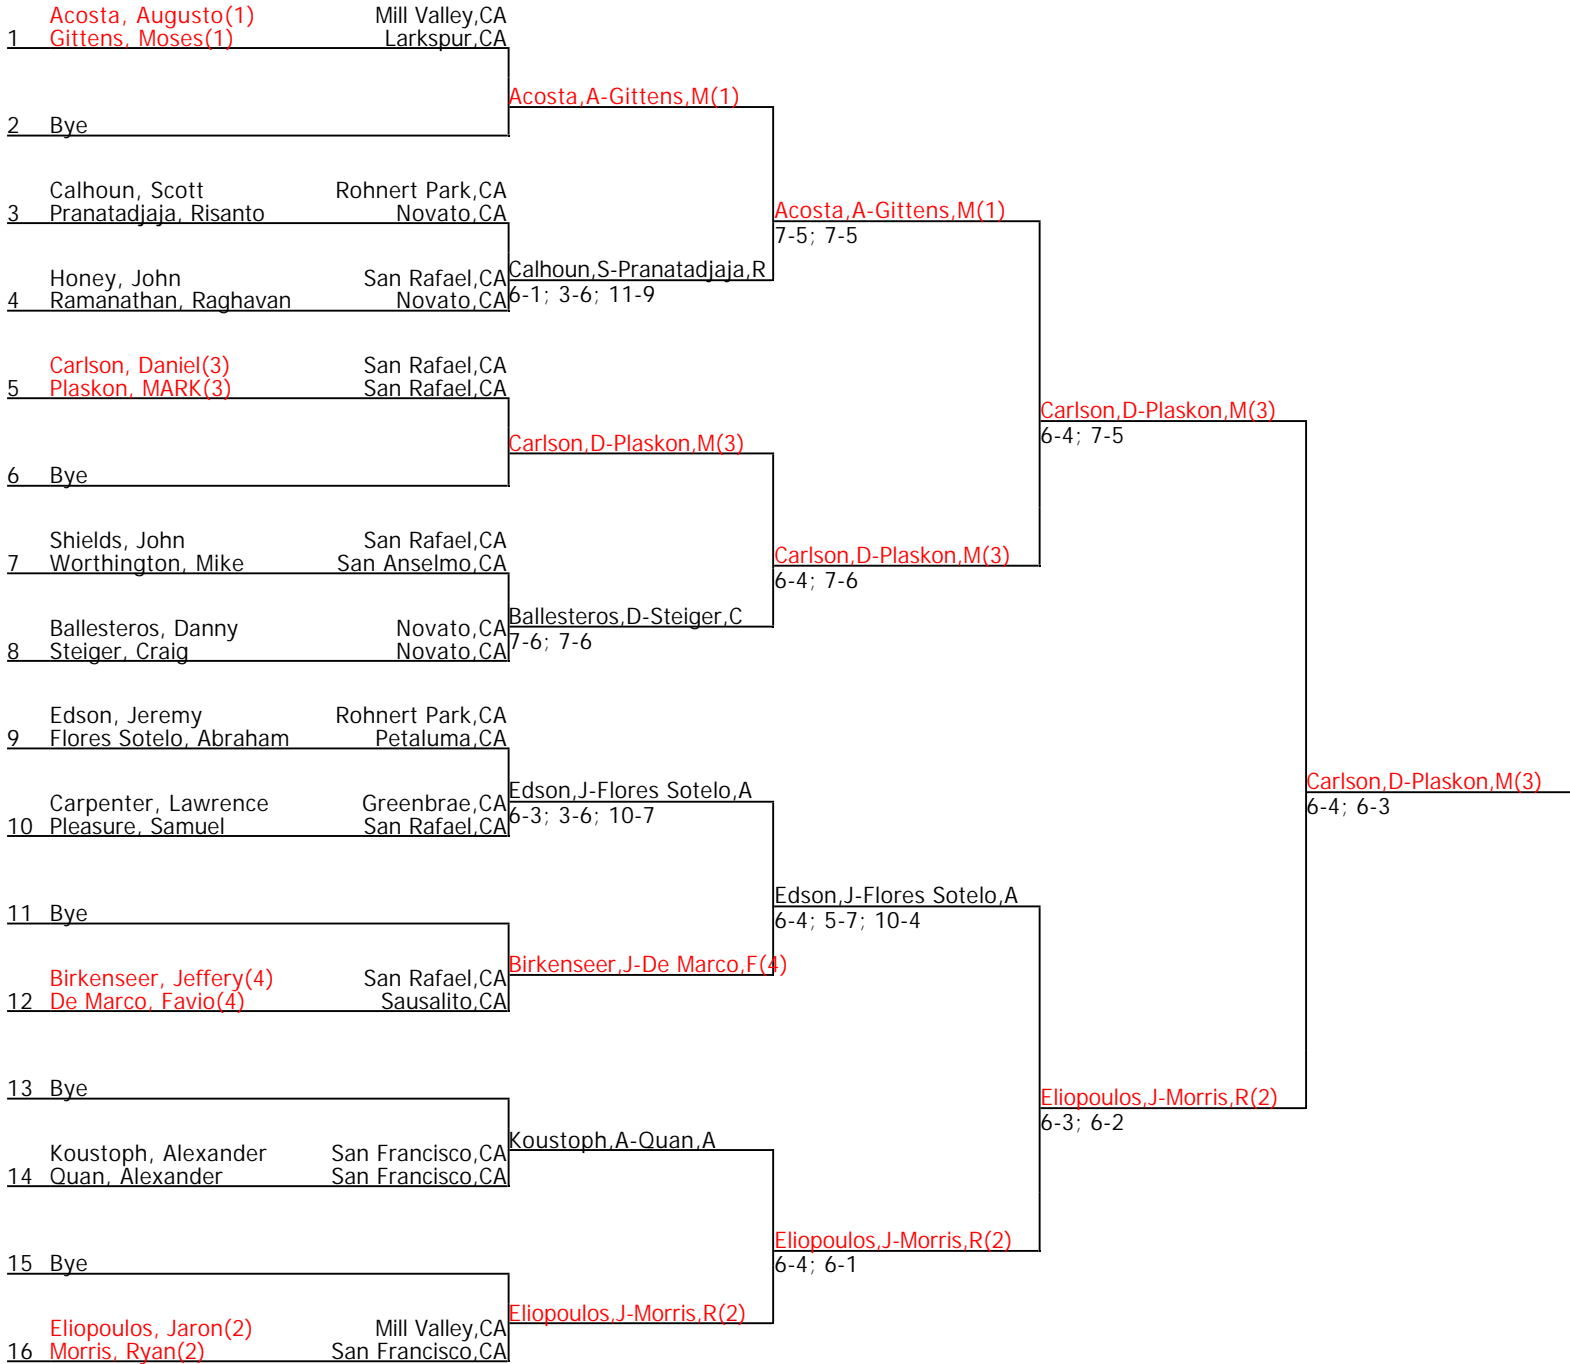 Acosta, Augusto(1) Mill Valley,CA
1 Gittens, Moses(1) Larkspur,CA
Acosta,A-Gittens,M(1)
2 Bye
Calhoun, Scott Rohnert Park,CA
3 Pranatadjaja, Risanto Novato,CA
Acosta,A-Gittens,M(1)
7-5; 7-5
Calhoun,S-Pranatadjaja,R
Honey, John San Rafael,CA
6-1; 3-6; 11-9
4 Ramanathan, Raghavan Novato,CA
Carlson, Daniel(3) San Rafael,CA
5 Plaskon, MARK(3) San Rafael,CA
Carlson,D-Plaskon,M(3)
6-4; 7-5
Carlson,D-Plaskon,M(3)
6 Bye
Shields, John San Rafael,CA
7 Worthington, Mike San Anselmo,CA
Carlson,D-Plaskon,M(3)
6-4; 7-6
Ballesteros,D-Steiger,C
Ballesteros, Danny Novato,CA
7-6; 7-6
8 Steiger, Craig Novato,CA
Edson, Jeremy Rohnert Park,CA
9 Flores Sotelo, Abraham Petaluma,CA
Carlson,D-Plaskon,M(3)
6-4; 6-3
Edson,J-Flores Sotelo,A
Carpenter, Lawrence Greenbrae,CA
6-3; 3-6; 10-7
10 Pleasure, Samuel San Rafael,CA
Edson,J-Flores Sotelo,A
6-4; 5-7; 10-4
11 Bye
Birkenseer,J-De Marco,F(4)
Birkenseer, Jeffery(4) San Rafael,CA
12 De Marco, Favio(4) Sausalito,CA
13 Bye
Eliopoulos,J-Morris,R(2)
6-3; 6-2
Koustoph,A-Quan,A
Koustoph, Alexander San Francisco,CA
14 Quan, Alexander San Francisco,CA
Eliopoulos,J-Morris,R(2)
6-4; 6-1
15 Bye
Eliopoulos,J-Morris,R(2)
Eliopoulos, Jaron(2) Mill Valley,CA
16 Morris, Ryan(2) San Francisco,CA